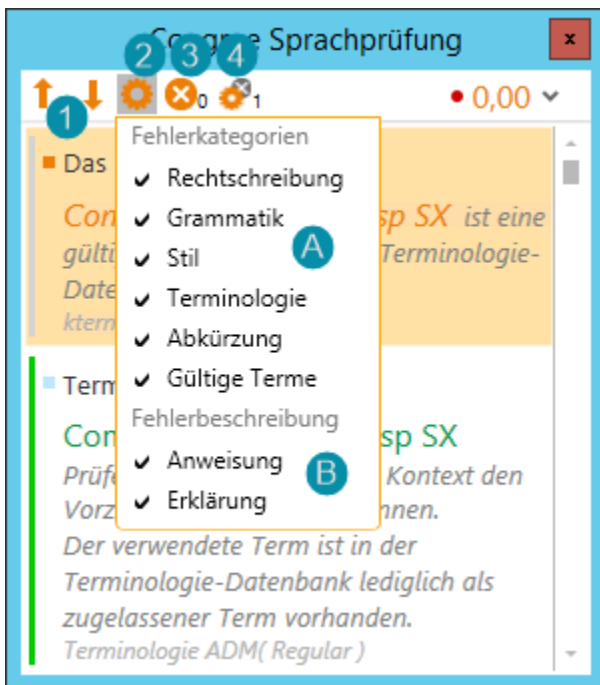 Con gr e Sprachprüfung
x
1 2 3 4
0 1 0,00
Das
Fehlerkategorien
Rechtschreibung
Grammatik
Stil
Terminologie
Abkürzung
Gültige Terme
A
Con sp SX ist eine
gülti Terminologie-
Date
ktern
Fehlerbeschreibung
Anweisung
Erklärung
B
Term
Con sp SX
Prüfe Kontext den
Vorz nnen.
Der verwendete Term ist in der
Terminologie-Datenbank lediglich als
zugelassener Term vorhanden.
Terminologie ADM( Regular )